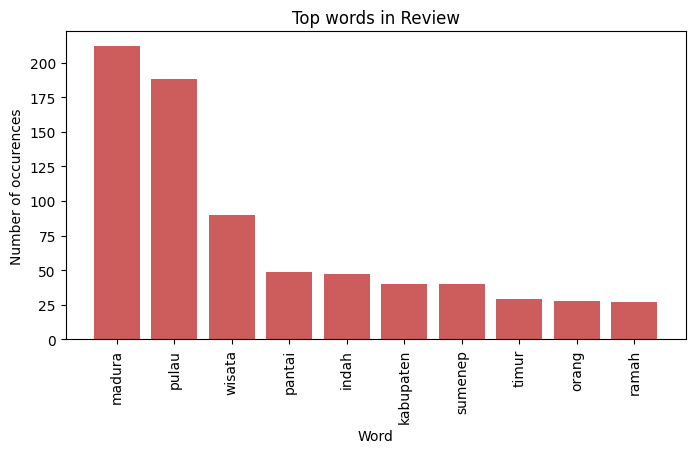 Top words in Review
Number of occurences
200
175
150
125
100
75
50
25
0
madura
pulau
wisata
pantai
indah
kabupaten
sumenep
timur
orang
ramah
Word